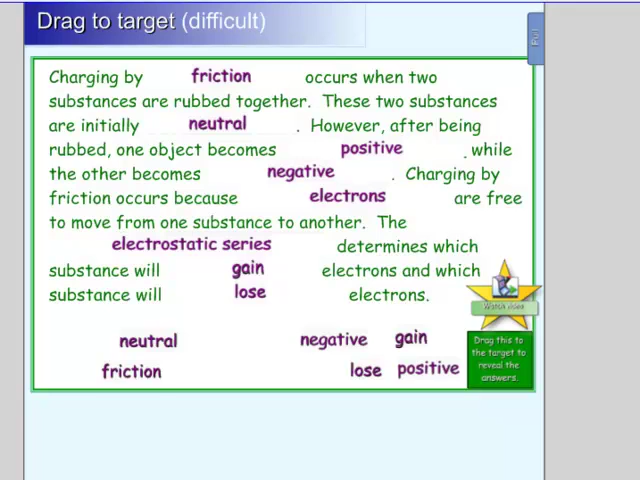 Drag to target (difficult)
Pull
Charging by friction occurs when two
substances are rubbed together. These two substances
are initially neutral . However, after being
rubbed, one object becomes positive , while
the other becomes negative . Charging by
friction occurs because electrons are free
to move from one substance to another. The
electrostatic series determines which
substance will gain electrons and which
substance will lose electrons.
Watch video
neutral negative gain
friction lose positive
Drag this to
the target to
reveal the
answers.